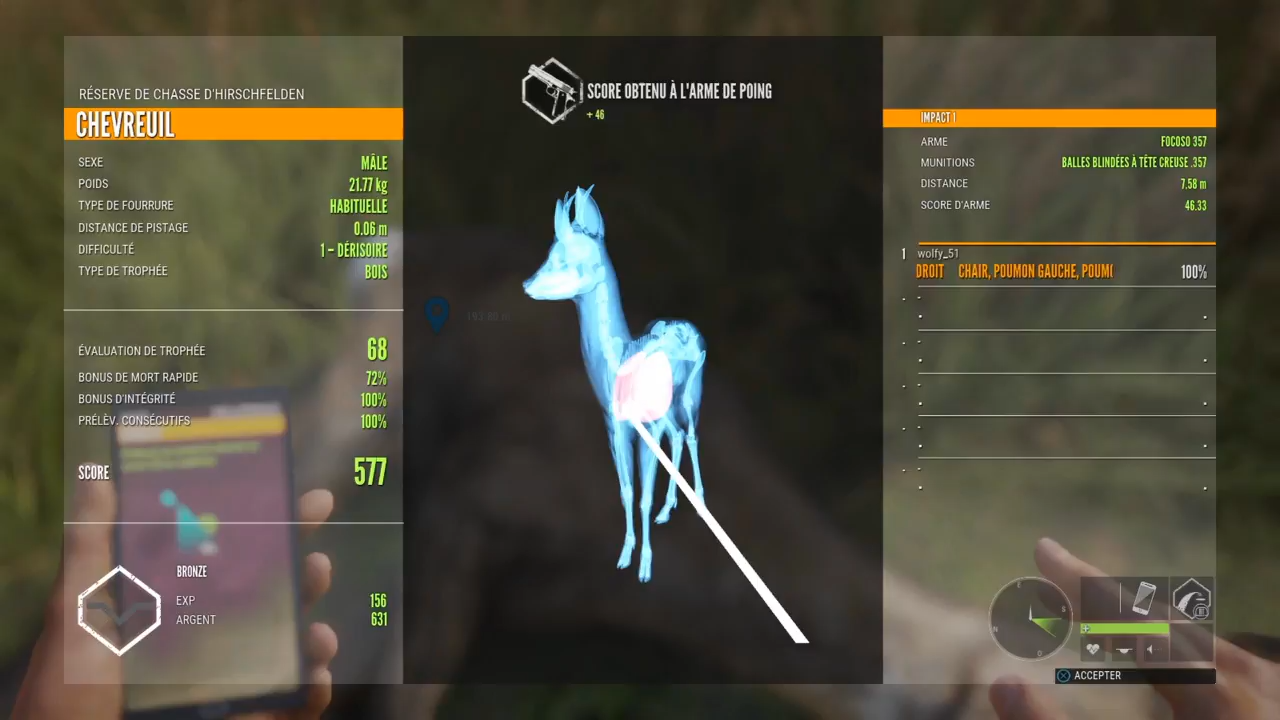 RÉSERVE DE CHASSE D'HIRSCHFELDEN
CHEVREUIL
SEXE MÂLE
POIDS 21.77 kg
TYPE DE FOURRURE HABITUELLE
DISTANCE DE PISTAGE 0.06 m
DIFFICULTÉ 1 – DÉRISOIRE
TYPE DE TROPHÉE BOIS
ÉVALUATION DE TROPHÉE 68
BONUS DE MORT RAPIDE 72%
BONUS D'INTÉGRITÉ 100%
PRÉLÈV. CONSÉCUTIFS 100%
SCORE 577
BRONZE
EXP 156
ARGENT 631
SCORE OBTENU À L'ARME DE POING
+ 46
IMPACT 1
ARME FOCOSO 357
MUNITIONS BALLES BLINDÉES À TÊTE CREUSE .357
DISTANCE 7.58 m
SCORE D'ARME 46.33
1 wolfy_51
DROIT CHAIR, POUMON GAUCHE, POUM 100%
E
S
N
O
ACCEPTER